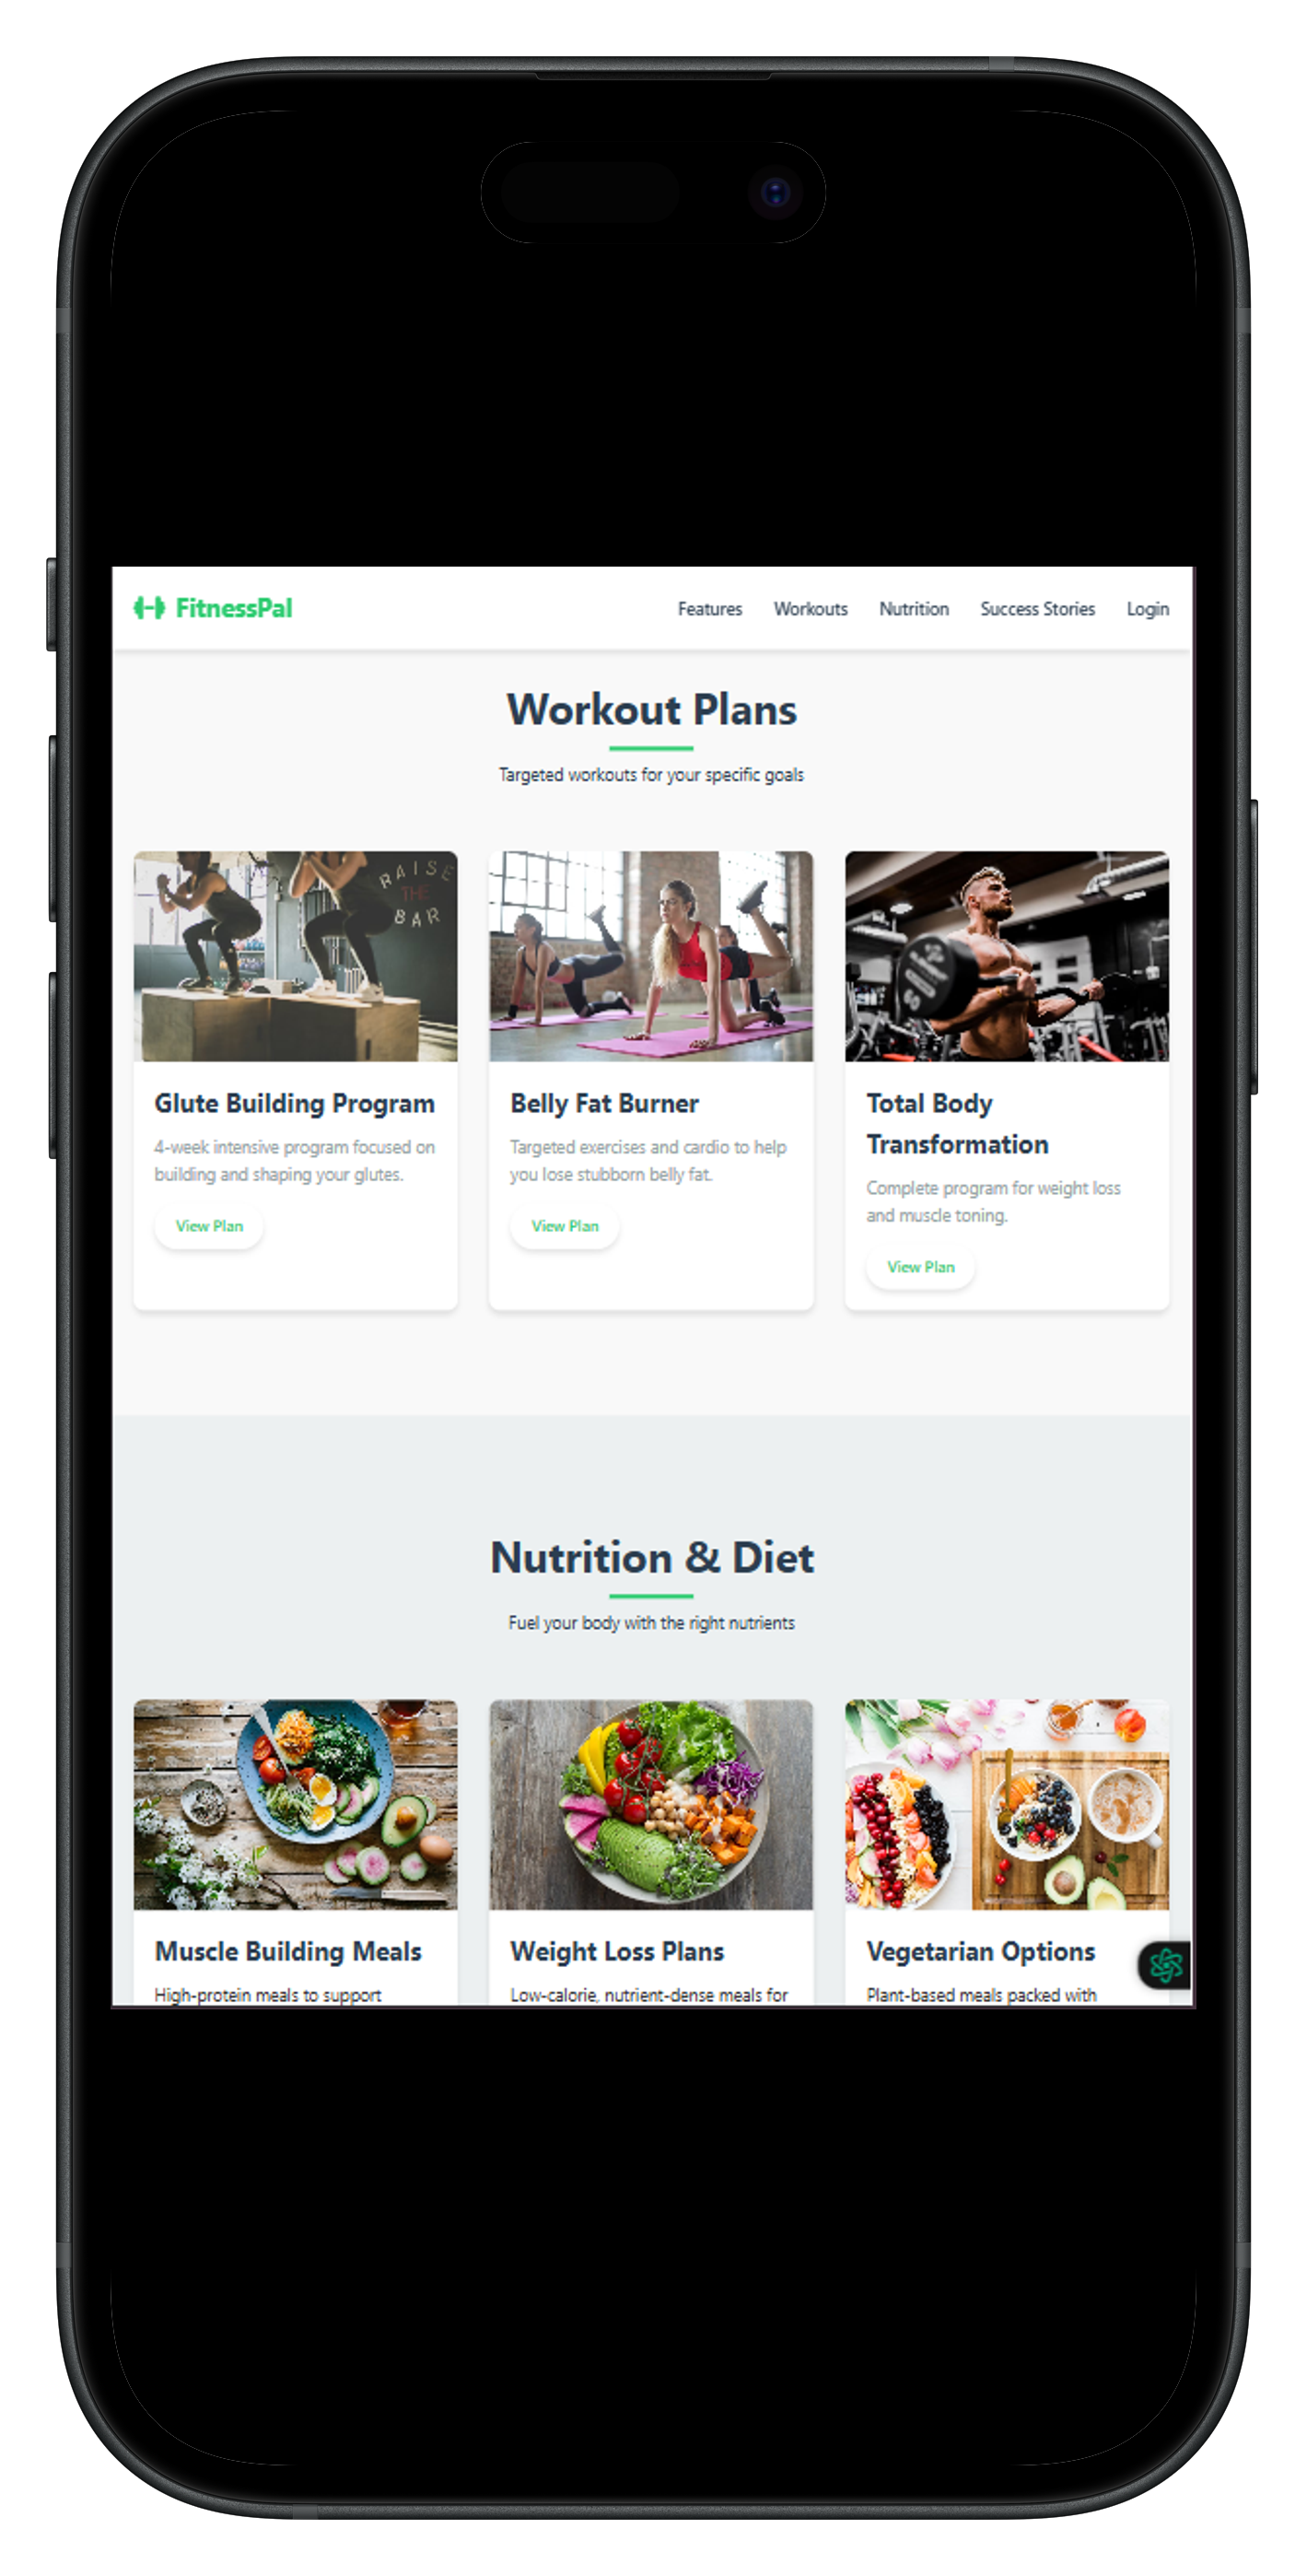 FitnessPal
Features Workouts Nutrition Success Stories Login
Workout Plans
Targeted workouts for your specific goals
RAISE
THE
BAR
Glute Building Program
4-week intensive program focused on
building and shaping your glutes.
View Plan
Belly Fat Burner
Targeted exercises and cardio to help
you lose stubborn belly fat.
View Plan
Total Body
Transformation
Complete program for weight loss
and muscle toning.
View Plan
Nutrition & Diet
Fuel your body with the right nutrients
Muscle Building Meals
High-protein meals to support
Weight Loss Plans
Low-calorie, nutrient-dense meals for
Vegetarian Options
Plant-based meals packed with